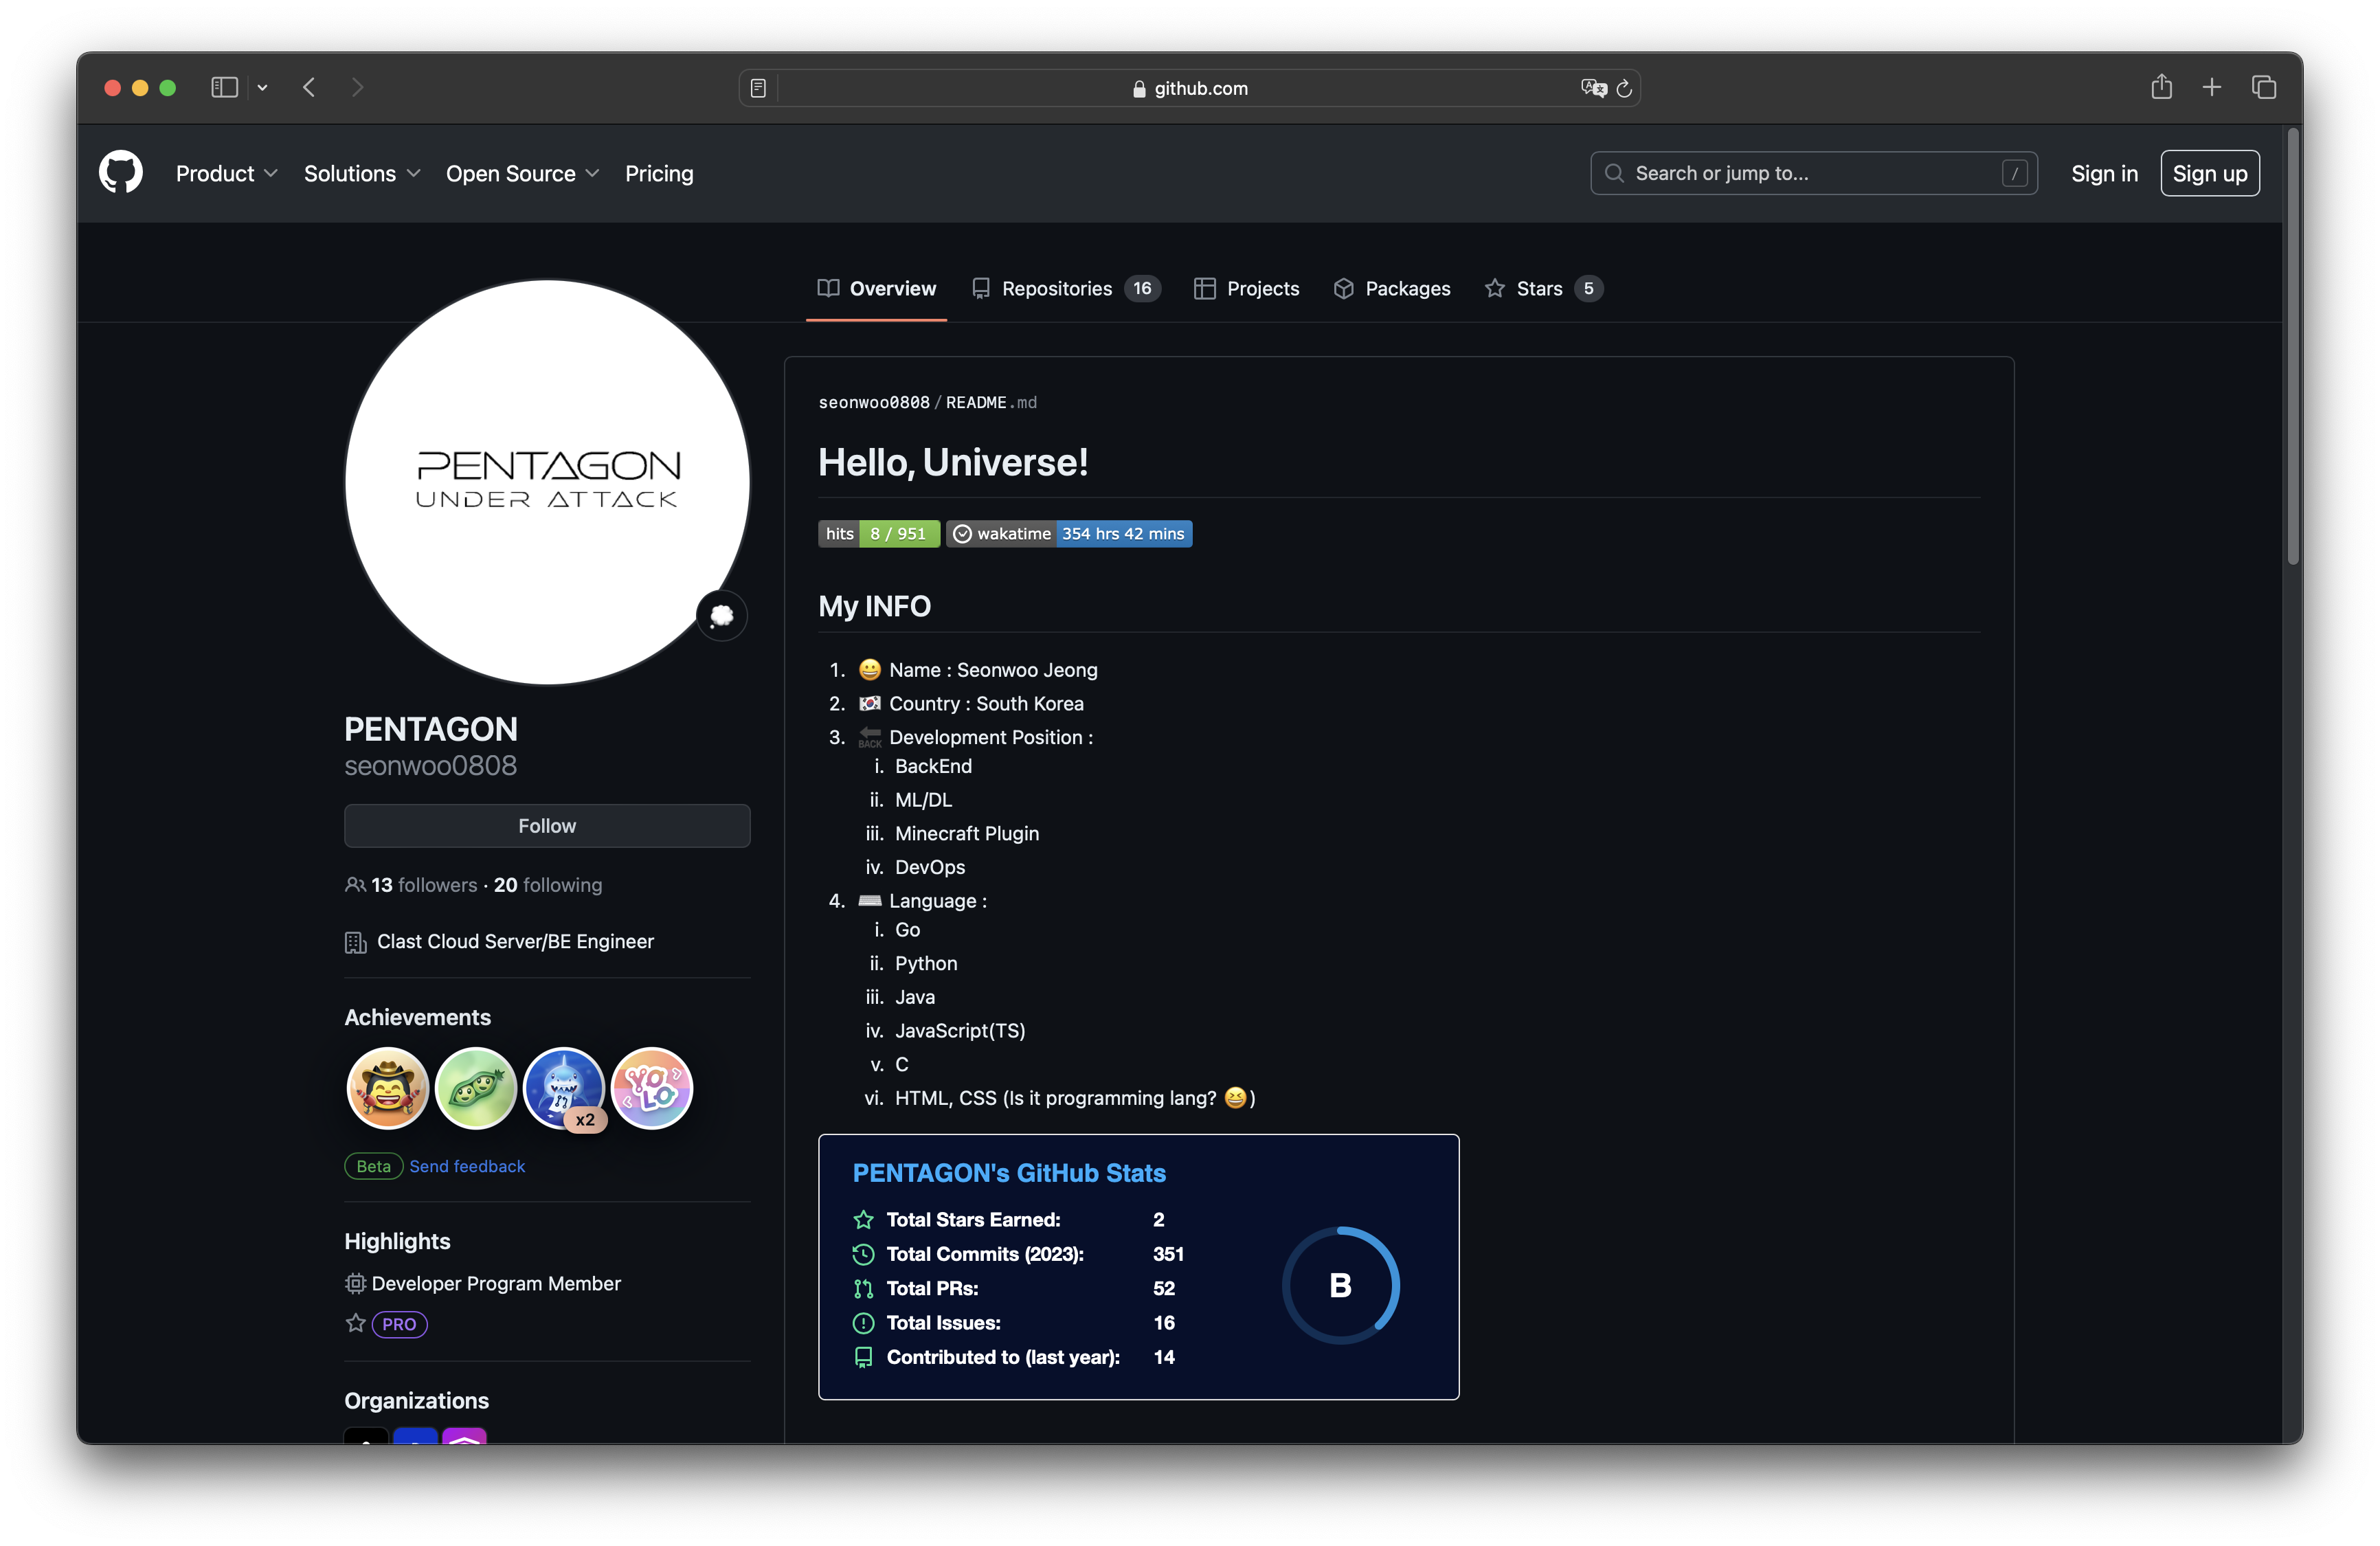 github.com
Product Solutions Open Source Pricing
Search or jump to... /
Sign in
Sign up
Overview
Repositories 16
Projects
Packages
Stars 5
PENTAGON
UNDER ATTACK
PENTAGON
seonwoo0808
Follow
13 followers · 20 following
Clast Cloud Server/BE Engineer
Achievements
YOLO
x2
Beta Send feedback
Highlights
Developer Program Member
PRO
Organizations
seonwoo0808/README.md
Hello, Universe!
hits 8 / 951 wakatime 354 hrs 42 mins
My INFO
1. 😀 Name : Seonwoo Jeong
2. 🇰🇷 Country : South Korea
3. 🔙 Development Position :
i. BackEnd
ii. ML/DL
iii. Minecraft Plugin
iv. DevOps
4. ⌨️ Language :
i. Go
ii. Python
iii. Java
iv. JavaScript(TS)
v. C
vi. HTML, CSS (Is it programming lang? 😆)
PENTAGON's GitHub Stats
Total Stars Earned: 2
Total Commits (2023): 351
Total PRs: 52
Total Issues: 16
Contributed to (last year): 14
B